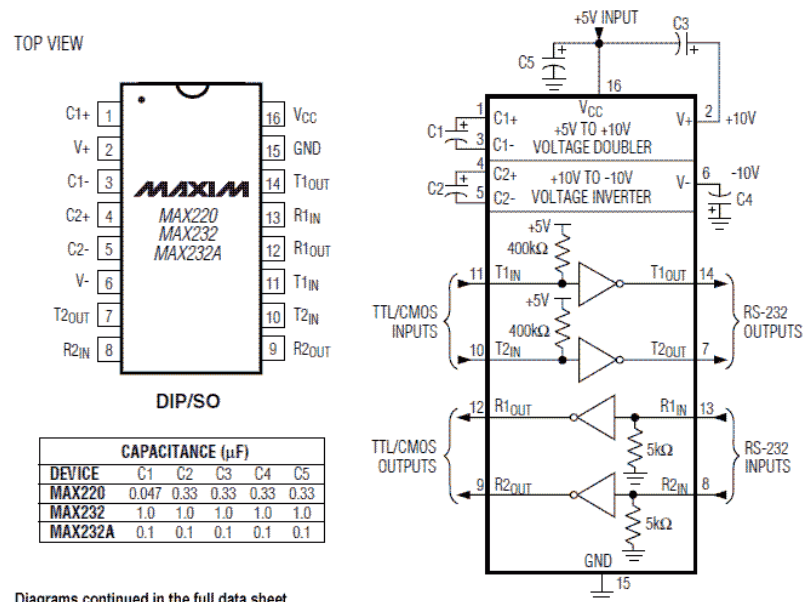 TOP VIEW
C1+ 1
V+ 2
C1- 3
C2+ 4
C2- 5
V- 6
T2OUT 7
R2IN 8
16 VCC
15 GND
14 T1OUT
13 R1IN
12 R1OUT
11 T1IN
10 T2IN
9 R2OUT
MAXIM
MAX220
MAX232
MAX232A
DIP/SO
CAPACITANCE (μF)
DEVICE C1 C2 C3 C4 C5
MAX220 0.047 0.33 0.33 0.33 0.33
MAX232 1.0 1.0 1.0 1.0 1.0
MAX232A 0.1 0.1 0.1 0.1 0.1
Diagrams continued in the full data sheet
+5V INPUT
C3
+
C5
+
16
VCC
1 C1+
C1 +
3 C1-
+5V TO +10V
VOLTAGE DOUBLER
V+ 2 +10V
4 C2+
C2 +
5 C2-
+10V TO -10V
VOLTAGE INVERTER
V- 6 -10V
C4
+
+5V
400kΩ
11 T1IN
T1OUT 14
+5V
400kΩ
10 T2IN
T2OUT 7
TTL/CMOS
INPUTS
RS-232
OUTPUTS
12 R1OUT
R1IN 13
5kΩ
9 R2OUT
R2IN 8
5kΩ
TTL/CMOS
OUTPUTS
RS-232
INPUTS
GND
15